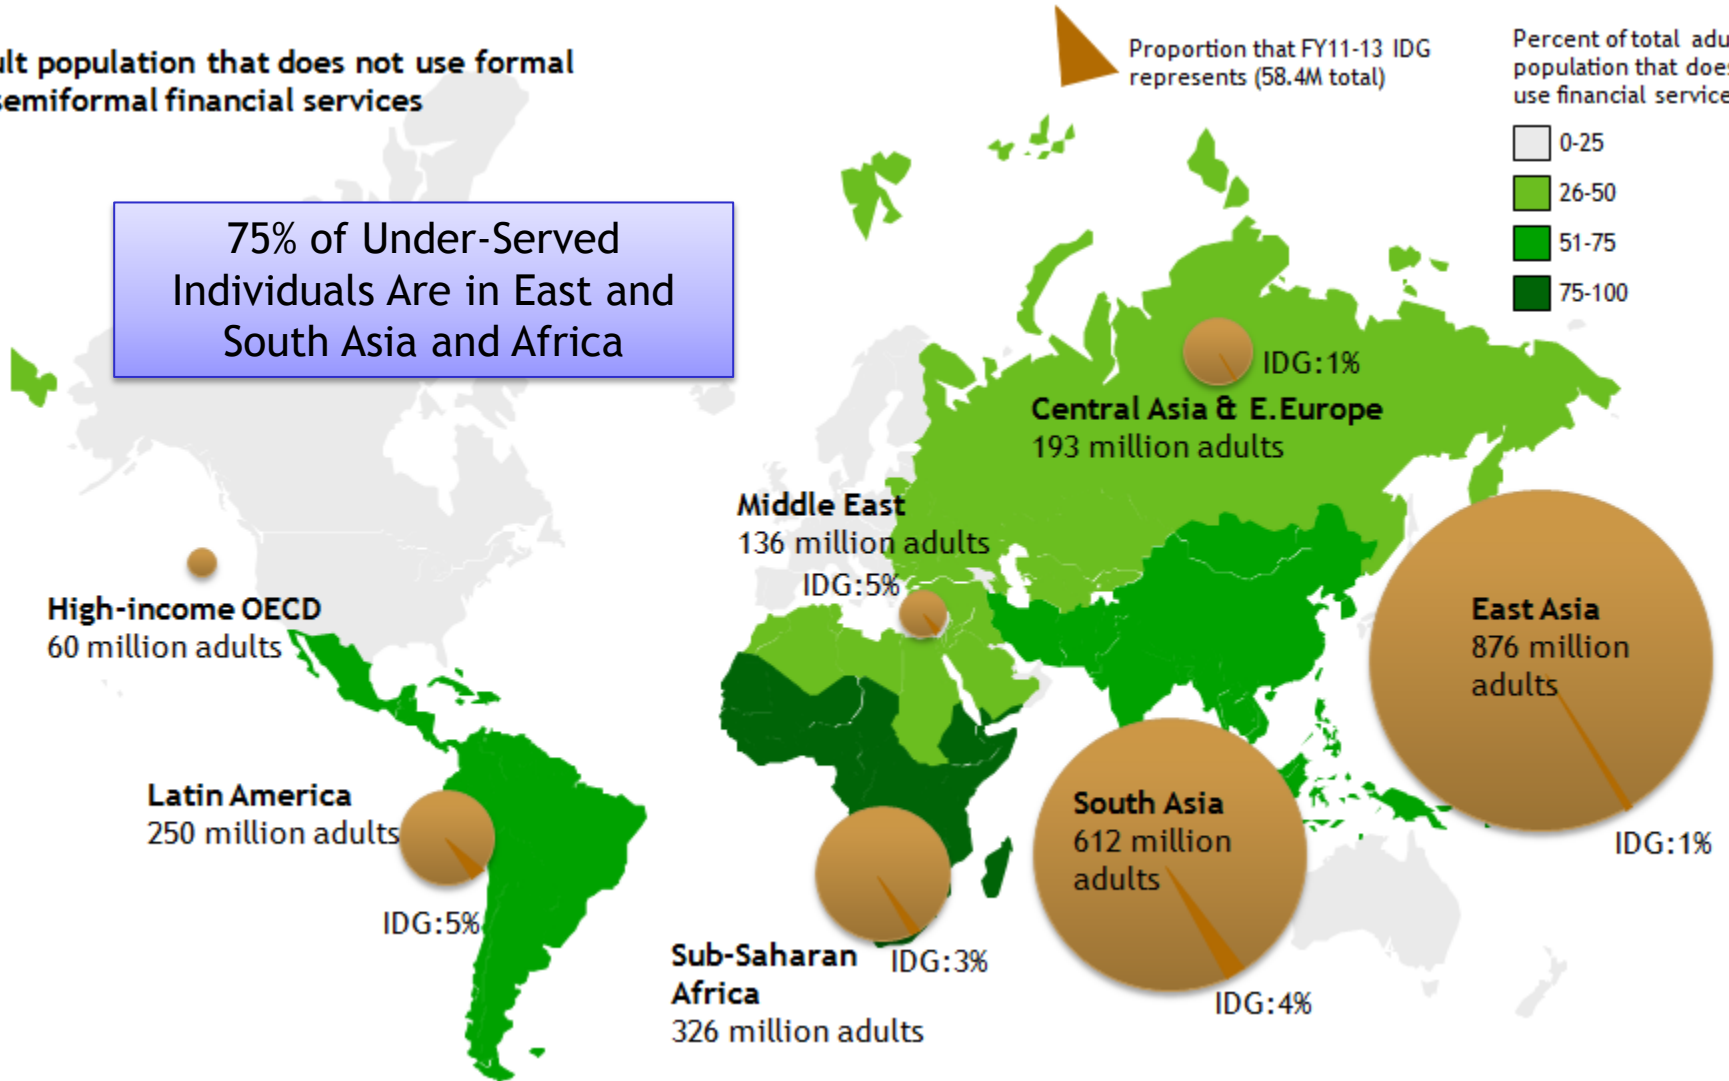 population that does not use formal
semiformal financial services
Proportion that FY11-13 IDG
represents (58.4M total)
Percent of total
population that
use financial
0-25
26-50
51-75
75-100
75% of Under-Served
Individuals Are in East and
South Asia and Africa
IDG:1%
Central Asia & E.Europe
193 million adults
Middle East
136 million adults
IDG:5%
High-income OECD
60 million adults
East Asia
876 million
adults
IDG:1%
Latin America
250 million adults
IDG:5%
South Asia
612 million
adults
IDG:4%
Sub-Saharan
Africa
326 million adults
IDG:3%